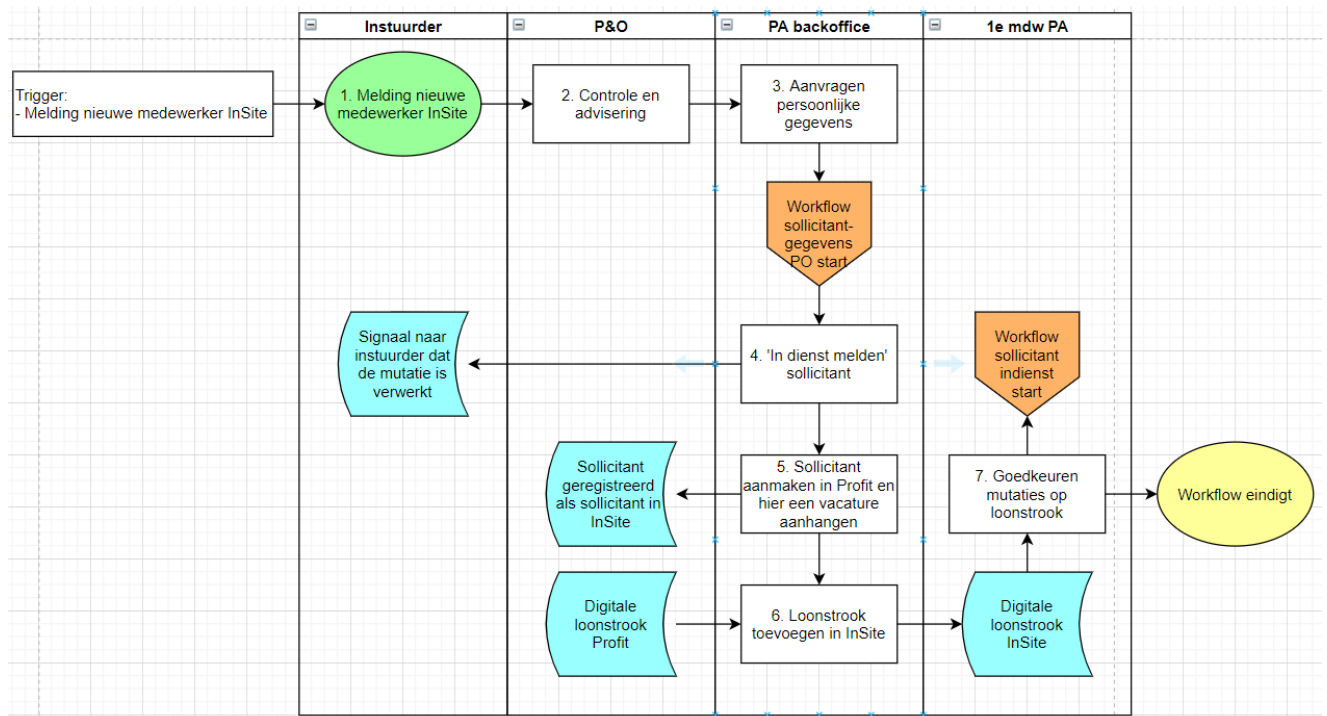 Instuurder
P&O
PA backoffice
1e mdw PA
Trigger:
- Melding nieuwe medewerker InSite
1. Melding nieuwe
medewerker InSite
2. Controle en
advisering
3. Aanvragen
persoonlijke
gegevens
Workflow
sollicitant-
gegevens
PO start
Signaal naar
instuurder dat
de mutatie is
verwerkt
4. 'In dienst melden'
sollicitant
Workflow
sollicitant
indienst
start
Sollicitant
geregistreerd
als sollicitant in
InSite
5. Sollicitant
aanmaken in Profit en
hier een vacature
aanhangen
7. Goedkeuren
mutaties op
loonstrook
Workflow eindigt
Digitale
loonstrook
Profit
6. Loonstrook
toevoegen in InSite
Digitale
loonstrook
InSite